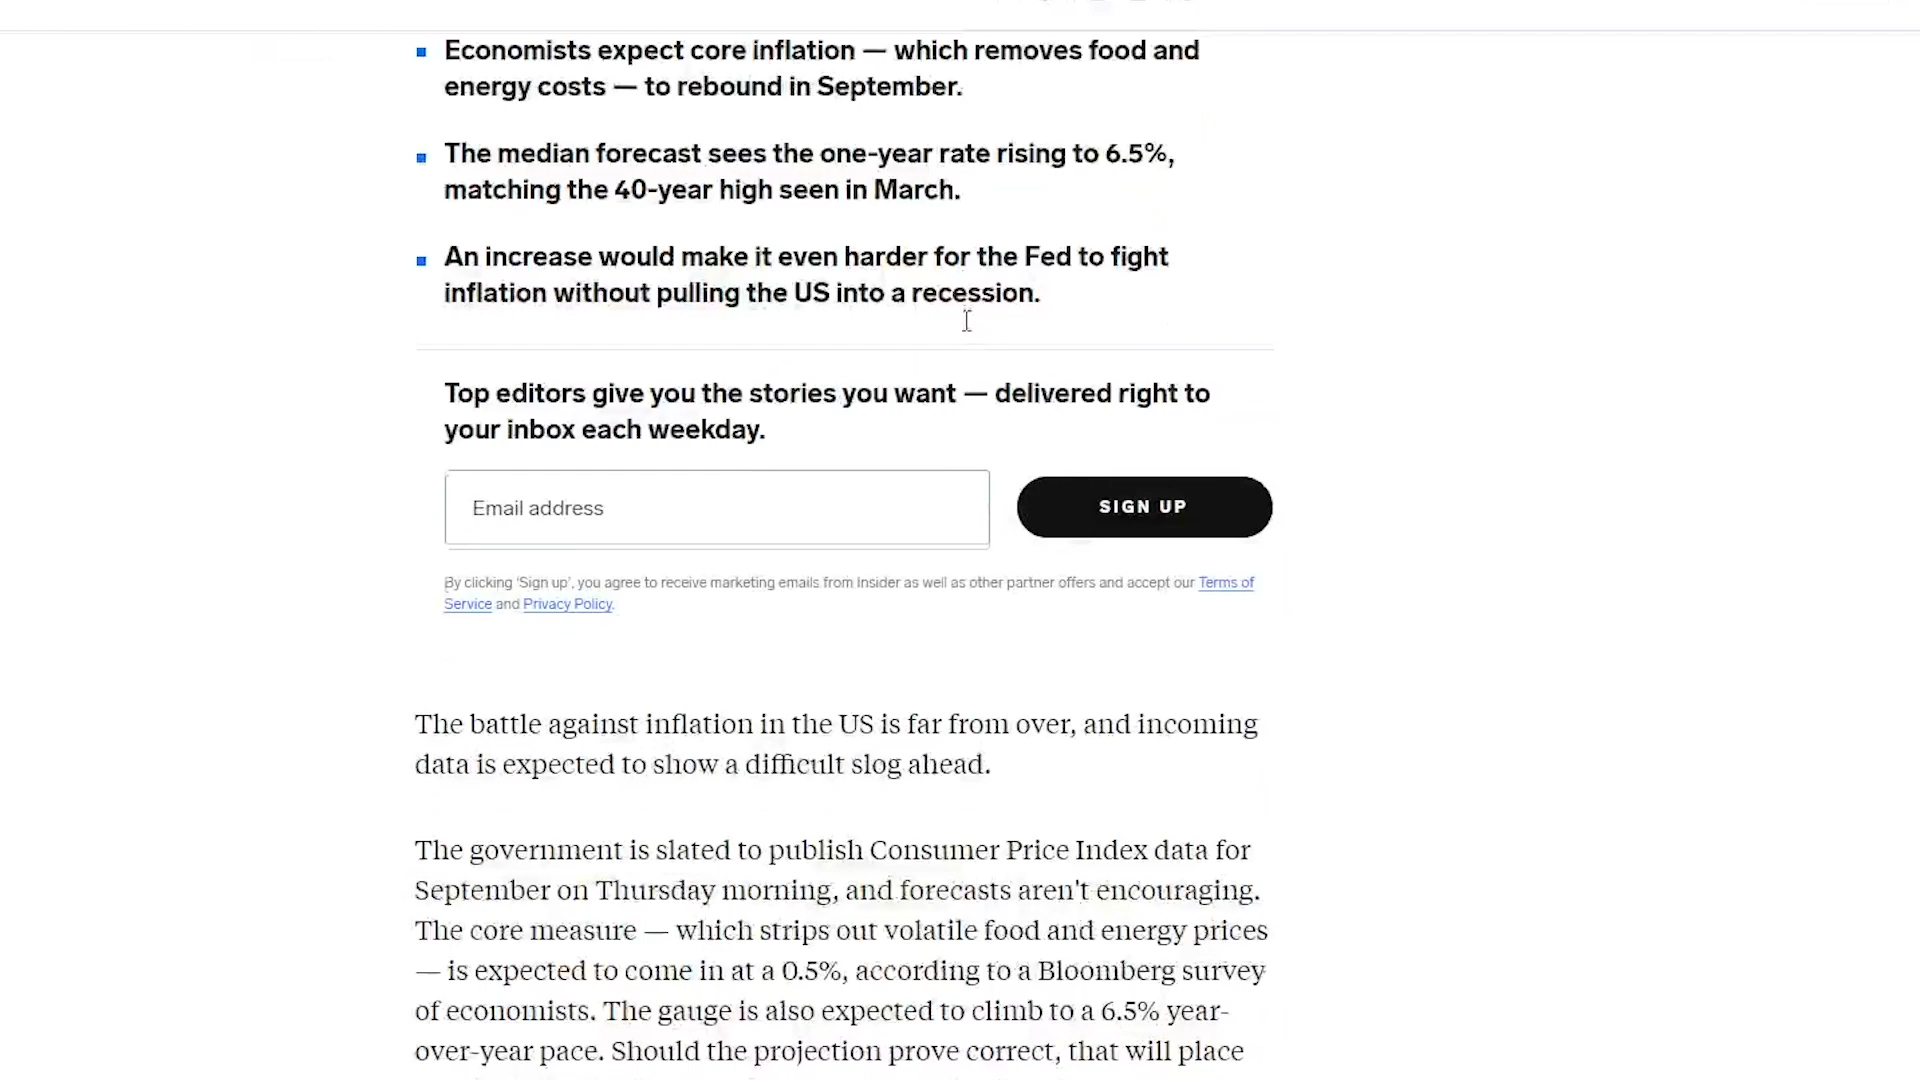 Economists expect core inflation — which removes food and
energy costs — to rebound in September.
The median forecast sees the one-year rate rising to 6.5%,
matching the 40-year high seen in March.
An increase would make it even harder for the Fed to fight
inflation without pulling the US into a recession.
Top editors give you the stories you want — delivered right to
your inbox each weekday.
Email address
SIGN UP
By clicking 'Sign up', you agree to receive marketing emails from Insider as well as other partner offers and accept our Terms of
Service and Privacy Policy.
The battle against inflation in the US is far from over, and incoming
data is expected to show a difficult slog ahead.
The government is slated to publish Consumer Price Index data for
September on Thursday morning, and forecasts aren't encouraging.
The core measure — which strips out volatile food and energy prices
— is expected to come in at a 0.5%, according to a Bloomberg survey
of economists. The gauge is also expected to climb to a 6.5% year-
over-year pace. Should the projection prove correct, that will place